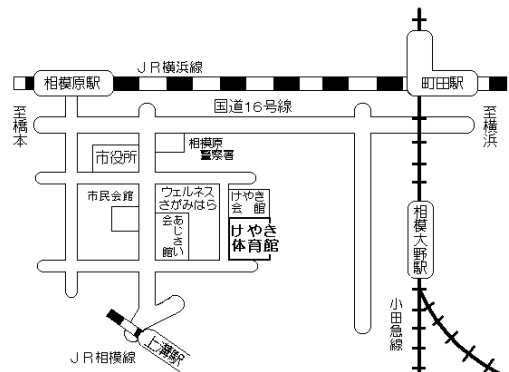 JR横浜線
相模原駅
町田駅
至橋本
国道16号線
至横浜
市役所
相模原
警察署
市民会館
ウェルネス
さがみはら
けやき
会館
あじさい
会館
けやき
体育館
相模大野駅
小田急線
上溝駅
JR相模線